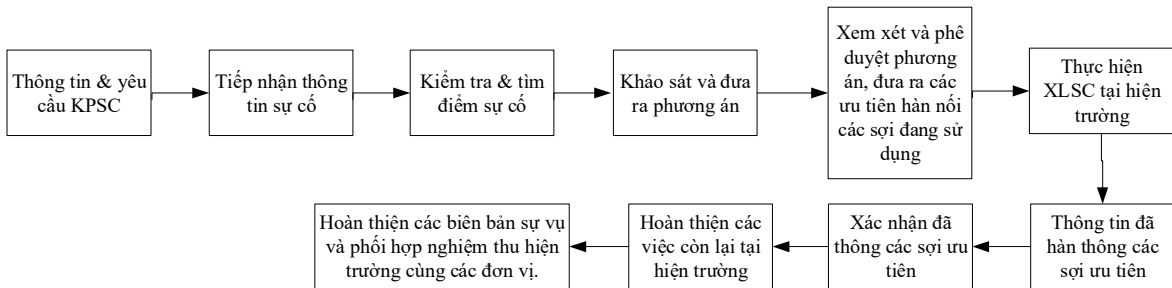 Thông tin & yêu
cầu KPSC
Tiếp nhận thông
tin sự cố
Kiểm tra & tìm
điểm sự cố
Khảo sát và đưa
ra phương án
Xem xét và phê
duyệt phương
án, đưa ra các
ưu tiên hàn nối
các sợi đang sử
dụng
Thực hiện
XLSC tại hiện
trường
Thông tin đã
hàn thông các
sợi ưu tiên
Xác nhận đã
thông các sợi ưu
tiên
Hoàn thiện các
việc còn lại tại
hiện trường
Hoàn thiện các biên bản sự vụ
và phối hợp nghiệm thu hiện
trường cùng các đơn vị.